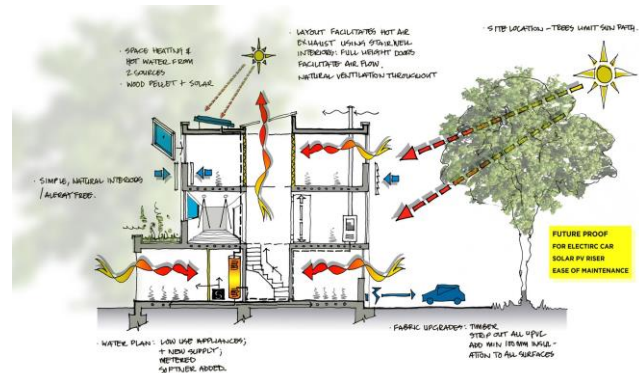 · SPACE HEATING &
HOT WATER FROM
2 SOURCES
· WOOD PELLET + SOLAR
· LAYOUT FACILITATES HOT AIR
EXHAUST USING STAIRWELL
INTERIORS: FULL HEIGHT DOORS
FACILITATE AIR FLOW.
NATURAL VENTILATION THROUGHOUT
· SITE LOCATION - TREES LIMIT SUN PATH.
· SIMPLE, NATURAL INTERIORS
/ALERGY FREE.
FUTURE PROOF
FOR ELECTIRC CAR
SOLAR PV RISER
EASE OF MAINTENANCE
· WATER PLAN: LOW USE APPLIANCES;
+ NEW SUPPLY;
METERED
SOFTNER ADDED.
· FABRIC UPGRADES: TIMBER
STRIP OUT ALL UPVC
ADD MIN 100MM INSUL-
ATION TO ALL SURFACES